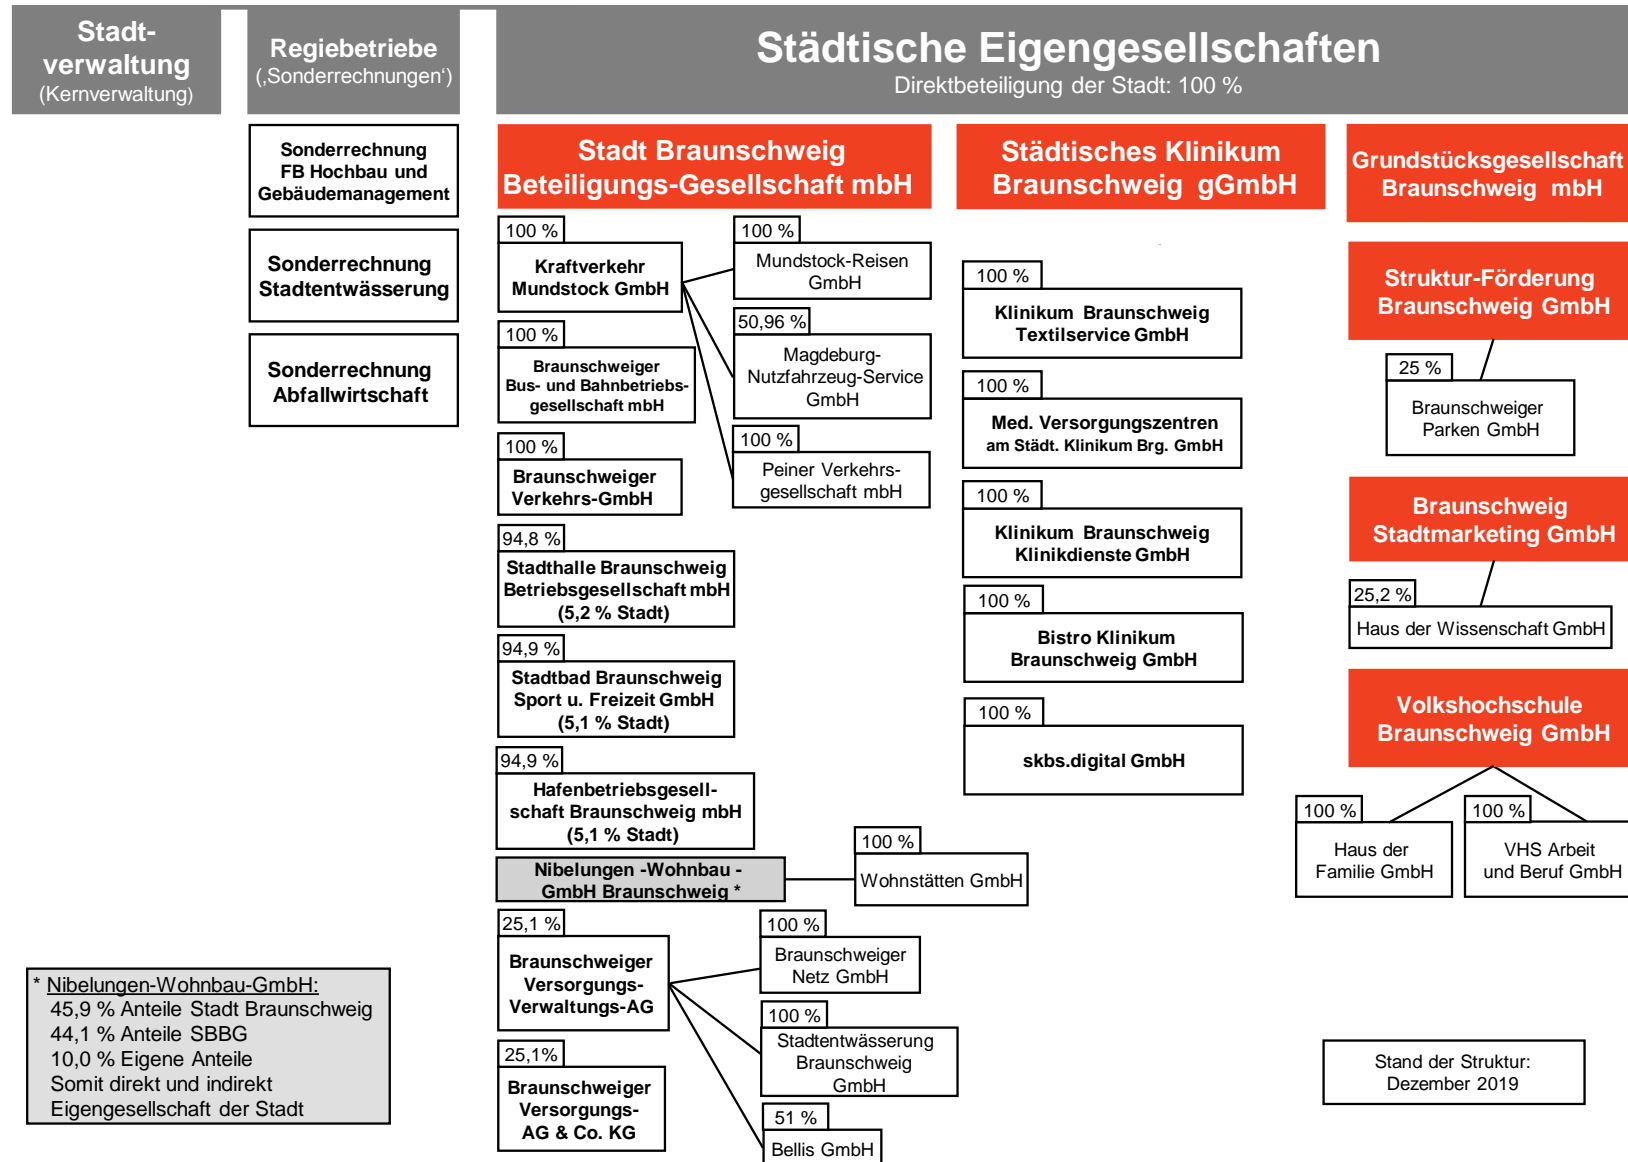 Stadt-
verwaltung
(Kernverwaltung)
Regiebetriebe
(‚Sonderrechnungen‘)
Städtische Eigengesellschaften
Direktbeteiligung der Stadt: 100 %
Sonderrechnung
FB Hochbau und
Gebäudemanagement
Sonderrechnung
Stadtentwässerung
Sonderrechnung
Abfallwirtschaft
Stadt Braunschweig
Beteiligungs-Gesellschaft mbH
100 %
Kraftverkehr
Mundstock GmbH
100 %
Mundstock-Reisen
GmbH
50,96 %
Magdeburg-
Nutzfahrzeug-Service
GmbH
100 %
Peiner Verkehrs-
gesellschaft mbH
100 %
Braunschweiger
Bus- und Bahnbetriebs-
gesellschaft mbH
100 %
Braunschweiger
Verkehrs-GmbH
94,8 %
Stadthalle Braunschweig
Betriebsgesellschaft mbH
(5,2 % Stadt)
94,9 %
Stadtbad Braunschweig
Sport u. Freizeit GmbH
(5,1 % Stadt)
94,9 %
Hafenbetriebsgesell-
schaft Braunschweig mbH
(5,1 % Stadt)
Nibelungen -Wohnbau -
GmbH Braunschweig *
100 %
Wohnstätten GmbH
25,1 %
Braunschweiger
Versorgungs-
Verwaltungs-AG
100 %
Braunschweiger
Netz GmbH
100 %
Stadtentwässerung
Braunschweig
GmbH
51 %
Bellis GmbH
25,1%
Braunschweiger
Versorgungs-
AG & Co. KG
Städtisches Klinikum
Braunschweig gGmbH
100 %
Klinikum Braunschweig
Textilservice GmbH
100 %
Med. Versorgungszentren
am Städt. Klinikum Brg. GmbH
100 %
Klinikum Braunschweig
Klinikdienste GmbH
100 %
Bistro Klinikum
Braunschweig GmbH
100 %
skbs.digital GmbH
Grundstücksgesellschaft
Braunschweig mbH
Struktur-Förderung
Braunschweig GmbH
25 %
Braunschweiger
Parken GmbH
Braunschweig
Stadtmarketing GmbH
25,2 %
Haus der Wissenschaft GmbH
Volkshochschule
Braunschweig GmbH
100 %
Haus der
Familie GmbH
100 %
VHS Arbeit
und Beruf GmbH
* Nibelungen-Wohnbau-GmbH:
45,9 % Anteile Stadt Braunschweig
44,1 % Anteile SBBG
10,0 % Eigene Anteile
Somit direkt und indirekt
Eigengesellschaft der Stadt
Stand der Struktur:
Dezember 2019